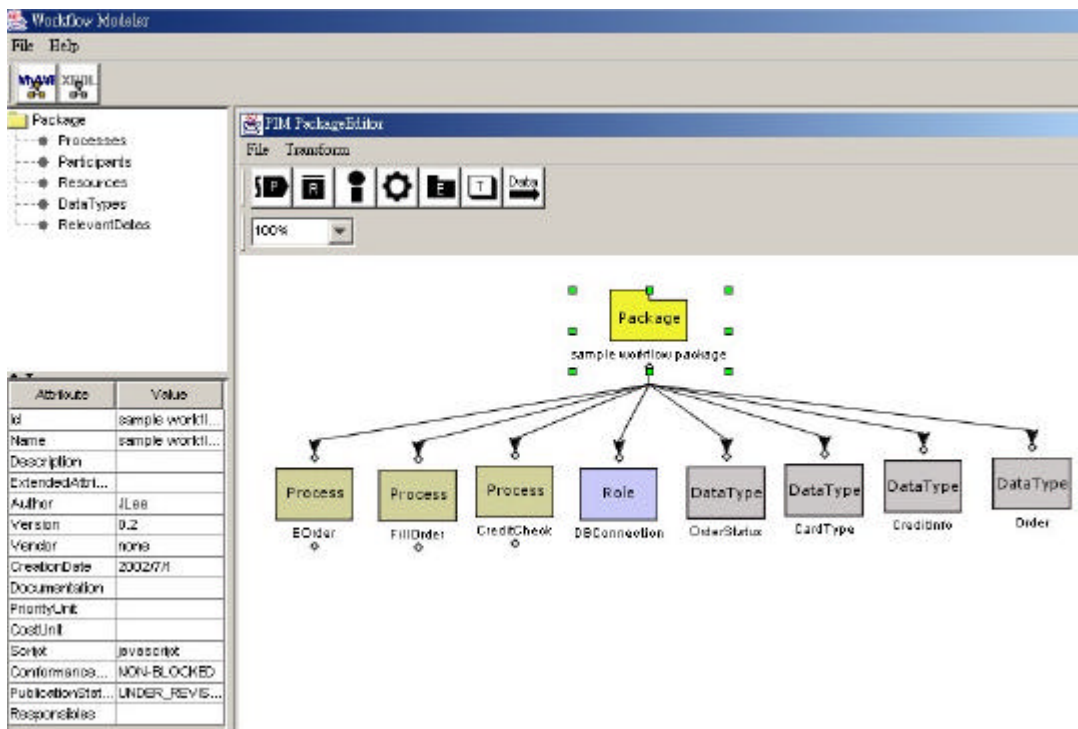 Workflow Modeler
File Help
XPDL
Package
Processes
Participants
Resources
DataTypes
RelevantDatas
PIM PackageEditor
File Transform
P R E T Data
100%
Package
sample workflow package
Process Process Process Role DataType DataType DataType DataType
EOrder FillOrder CreditCheck DBConnection OrderStatus CardType CreditInfo Order
Attribute Value
Id sample workfl...
Name sample workfl...
Description
ExtendedAttri...
Author JLee
Version 0.2
Vendor none
CreationDate 2002/7/1
Documentation
PriorityUnit
CostUnit
Script javascript
Conformance... NON-BLOCKED
PublicationStat... UNDER_REVIS...
Responsibles